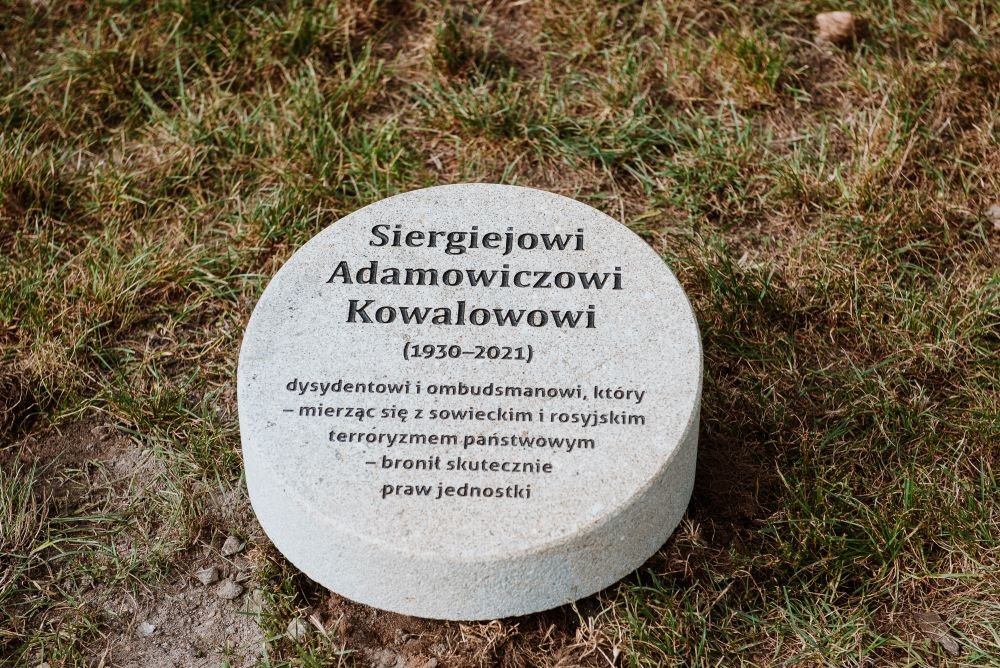 Siergiejowi
Adamowiczowi
Kowalowowi
(1930–2021)
dysydentowi i ombudsmanowi, który
– mierząc się z sowieckim i rosyjskim
terroryzmem państwowym
– bronił skutecznie
praw jednostki